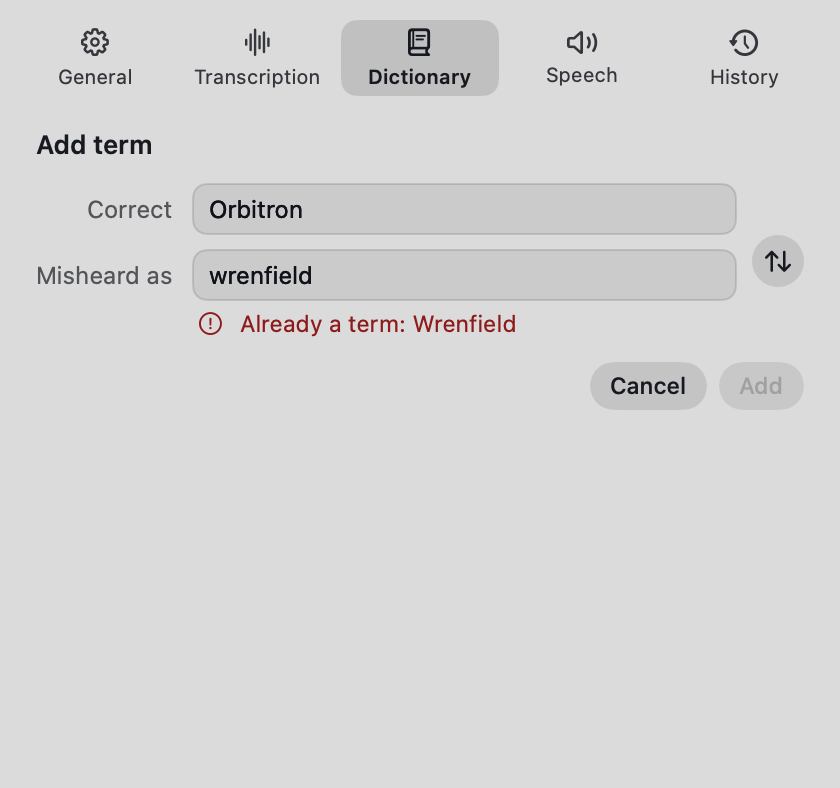 General
Transcription
Dictionary
Speech
History
Add term
Correct
Orbitron
Misheard as
wrenfield
Already a term: Wrenfield
Cancel
Add